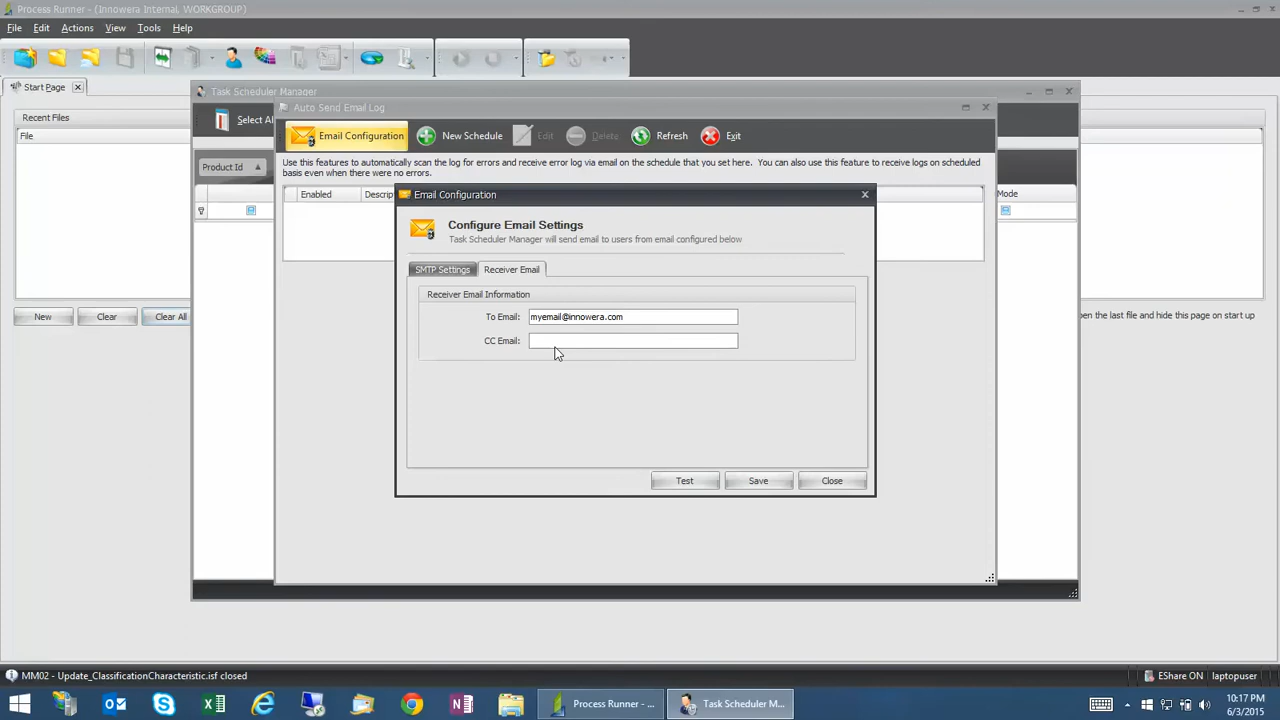 Process Runner - (Innowera Internal, WORKGROUP)
File Edit Actions View Tools Help
Start Page
Recent Files
File
New Clear Clear All
Task Scheduler Manager
Select Al
Product Id
Mode
Auto Send Email Log
Email Configuration New Schedule Edit Delete Refresh Exit
Use this features to automatically scan the log for errors and receive error log via email on the schedule that you set here. You can also use this feature to receive logs on scheduled
basis even when there were no errors.
Enabled Descrip
Email Configuration
Configure Email Settings
Task Scheduler Manager will send email to users from email configured below
SMTP Settings Receiver Email
Receiver Email Information
To Email: myemail@innowera.com
CC Email:
Test Save Close
pen the last file and hide this page on start up
MM02 - Update_ClassificationCharacteristic.isf closed
EShare ON laptopuser
Process Runner - ... Task Scheduler M...
10:17 PM
6/3/2015